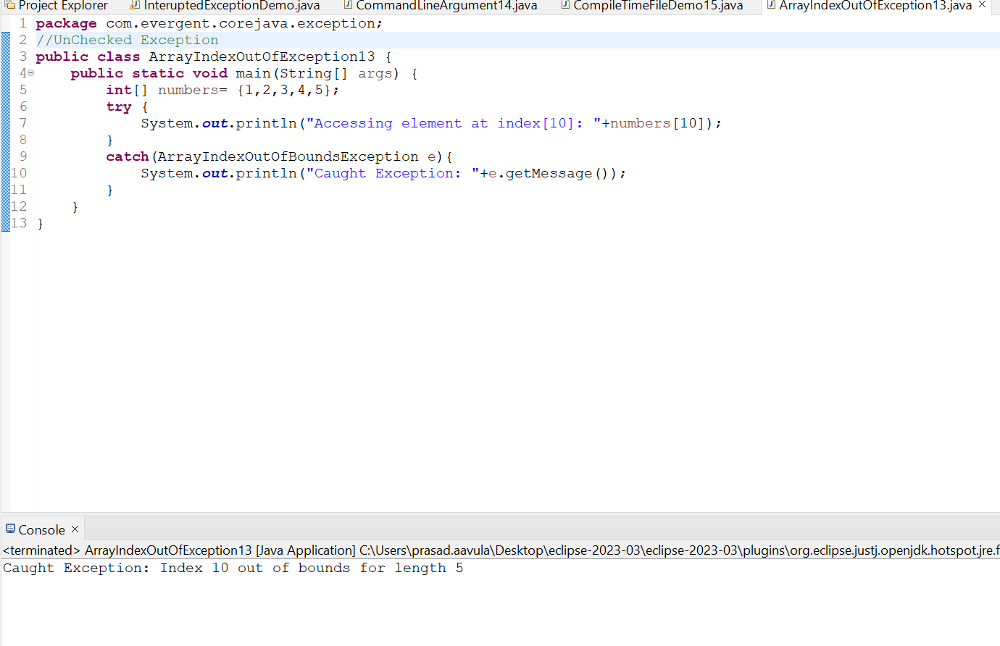 Project Explorer InteruptedExceptionDemo.java CommandLineArgument14.java CompileTimeFileDemo15.java ArrayIndexOutOfException13.java
1 package com.evergent.corejava.exception;
2 //UnChecked Exception
3 public class ArrayIndexOutOfException13 {
4 public static void main(String[] args) {
5 int[] numbers= {1,2,3,4,5};
6 try {
7 System.out.println("Accessing element at index[10]: "+numbers[10]);
8 }
9 catch(ArrayIndexOutOfBoundsException e){
10 System.out.println("Caught Exception: "+e.getMessage());
11 }
12 }
13 }
Console
<terminated> ArrayIndexOutOfException13 [Java Application] C:\Users\prasad.aavula\Desktop\eclipse-2023-03\eclipse-2023-03\plugins\org.eclipse.justj.openjdk.hotspot.jre.f
Caught Exception: Index 10 out of bounds for length 5